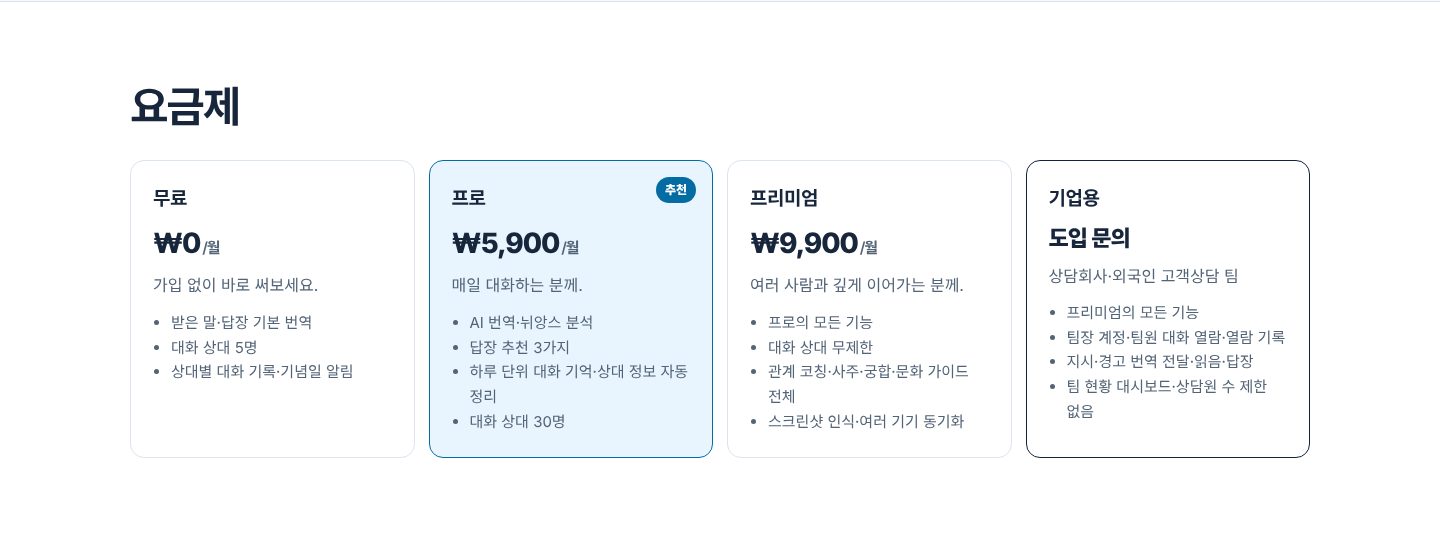 요금제
무료
₩0/월
가입 없이 바로 써보세요.
• 받은 말·답장 기본 번역
• 대화 상대 5명
• 상대별 대화 기록·기념일 알림
프로
추천
₩5,900/월
매일 대화하는 분께.
• AI 번역·뉘앙스 분석
• 답장 추천 3가지
• 하루 단위 대화 기억·상대 정보 자동
정리
• 대화 상대 30명
프리미엄
₩9,900/월
여러 사람과 깊게 이어가는 분께.
• 프로의 모든 기능
• 대화 상대 무제한
• 관계 코칭·사주·궁합·문화 가이드
전체
• 스크린샷 인식·여러 기기 동기화
기업용
도입 문의
상담회사·외국인 고객상담 팀
• 프리미엄의 모든 기능
• 팀장 계정·팀원 대화 열람·열람 기록
• 지시·경고 번역 전달·읽음·답장
• 팀 현황 대시보드·상담원 수 제한
없음